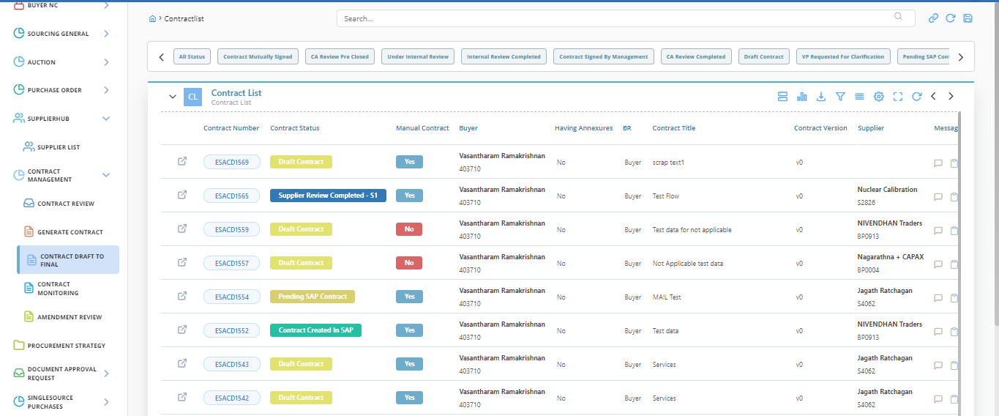 BUYER NC
SOURCING GENERAL
AUCTION
PURCHASE ORDER
SUPPLIERHUB
SUPPLIER LIST
CONTRACT
MANAGEMENT
CONTRACT REVIEW
GENERATE CONTRACT
CONTRACT DRAFT TO
FINAL
CONTRACT
MONITORING
AMENDMENT REVIEW
PROCUREMENT STRATEGY
DOCUMENT APPROVAL
REQUEST
SINGLESOURCE
PURCHASES
> Contractlist
Search...
All Status Contract Mutually Signed CA Review Pre Closed Under Internal Review Internal Review Completed Contract Signed By Management CA Review Completed Draft Contract VP Requested For Clarification Pending SAP Cont
CL Contract List
Contract List
Contract Number Contract Status Manual Contract Buyer Having Annexures BR Contract Title Contract Version Supplier Messag
ESACD1569 Draft Contract Yes Vasantharam Ramakrishnan No Buyer scrap text1 v0
403710
ESACD1565 Supplier Review Completed - S1 Yes Vasantharam Ramakrishnan No Buyer Test Flow v0 Nuclear Calibration
403710 S2826
ESACD1559 Draft Contract No Vasantharam Ramakrishnan No Buyer Test data for not applicable v0 NIVENDHAN Traders
403710 BP0913
ESACD1557 Draft Contract No Vasantharam Ramakrishnan No Buyer Not Applicable test data v0 Nagarathna + CAPAX
403710 BP0004
ESACD1554 Pending SAP Contract Yes Vasantharam Ramakrishnan No Buyer MAIL Test v0 Jagath Ratchagan
403710 S4062
ESACD1552 Contract Created In SAP Yes Vasantharam Ramakrishnan No Buyer Test data v0 NIVENDHAN Traders
403710 BP0913
ESACD1543 Draft Contract Yes Vasantharam Ramakrishnan No Buyer Services v0 Jagath Ratchagan
403710 S4062
ESACD1542 Draft Contract Yes Vasantharam Ramakrishnan No Buyer Services v0 Jagath Ratchagan
403710 S4062